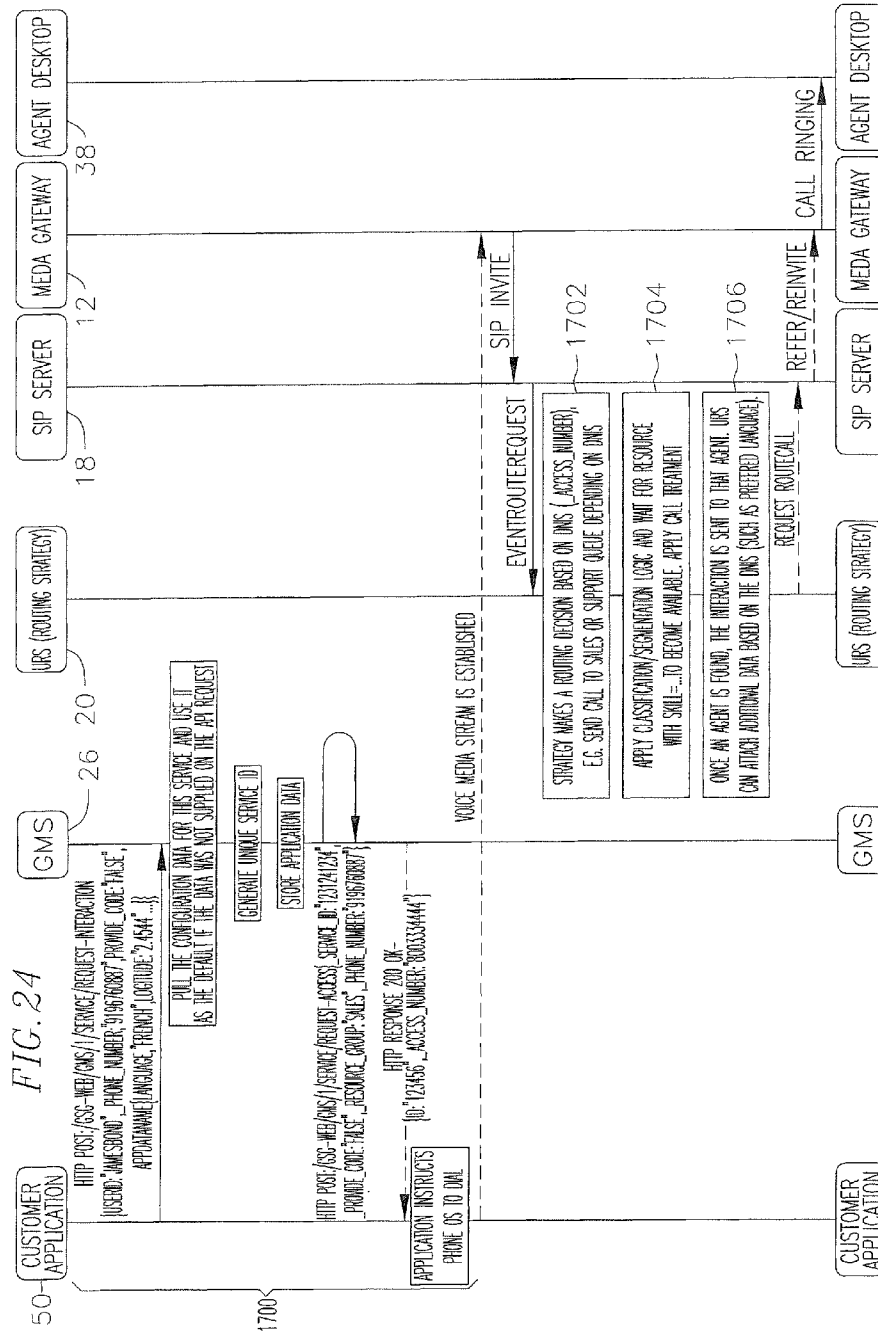 FIG. 24
50
CUSTOMER
APPLICATION
26
GMS
20
URS (ROUTING STRATEGY)
18
SIP SERVER
12
MEDA GATEWAY
38
AGENT DESKTOP
HTTP POST:/GSG-WEB/GMS/1/SERVICE/REQUEST-INTERACTION
{USERID:"JAMESBOND",_PHONE_NUMBER;"9196760887",PROVIDE_CODE:"FALSE",
APPDATANAME{LANGUAGE,"FRENCH",LOGITUDE:"2.4544"...}}
PULL THE CONFIGURATION DATA FOR THIS SERVICE AND USE IT
AS THE DEFAULT IF THE DATA WAS NOT SUPPLIED ON THE API REQUEST
GENERATE UNIQUE SERVICE ID
STORE APPLICATION DATA
HTTP POST:/GSG-WEB/GMS/1/SERVICE/REQUEST-ACCESS{_SERVICE_ID:"1231241234",
_PROVIDE_CODE:"FALSE",_RESOURCE_GROUP:"SALES",_PHONE_NUMBER:"9196760887"}
HTTP RESPONSE 200 OK-
{ID:"123456",_ACCESS_NUMBER:"8003334444"}
APPLICATION INSTRUCTS
PHONE OS TO DIAL
1700
VOICE MEDIA STREAM IS ESTABLISHED
SIP INVITE
EVENTROUTEREQUEST
STRATEGY MAKES A ROUTING DECISION BASED ON DNIS (_ACCESS_NUMBER),
E.G. SEND CALL TO SALES OR SUPPORT QUEUE DEPENDING ON DNIS
1702
APPLY CLASSIFICATION/SEGMENTATION LOGIC AND WAIT FOR RESOURCE
WITH SKILL=...TO BECOME AVAILABLE. APPLY CALL TREATMENT
1704
ONCE AN AGENT IS FOUND, THE INTERACTION IS SENT TO THAT AGENT. URS
CAN ATTACH ADDITIONAL DATA BASED ON THE DNIS (SUCH AS PREFERRED LANGUAGE).
1706
REQUEST ROUTECALL
REFER/REINVITE
CALL RINGING
CUSTOMER
APPLICATION
GMS
URS (ROUTING STRATEGY)
SIP SERVER
MEDA GATEWAY
AGENT DESKTOP